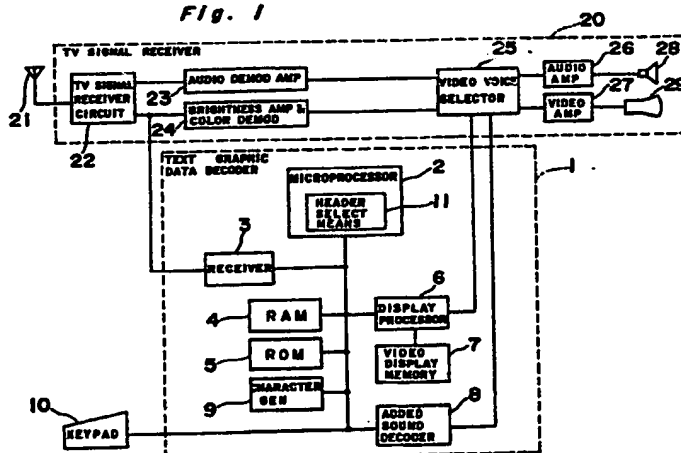 Fig. 1
20
TV SIGNAL RECEIVER
25
26
28
TV SIGNAL
RECEIVER
CIRCUIT
AUDIO DEMOD AMP
VIDEO VOICE
SELECTOR
AUDIO
AMP
21
23
27
29
BRIGHTNESS AMP &
COLOR DEMOD
VIDEO
AMP
22
24
TEXT GRAPHIC
DATA DECODER
1
MICROPROCESSOR
2
HEADER
SELECT
MEANS
11
3
RECEIVER
6
4
RAM
DISPLAY
PROCESSOR
5
ROM
VIDEO
DISPLAY
MEMORY
7
9
CHARACTER
GEN
8
10
KEYPAD
ADDED
SOUND
DECODER